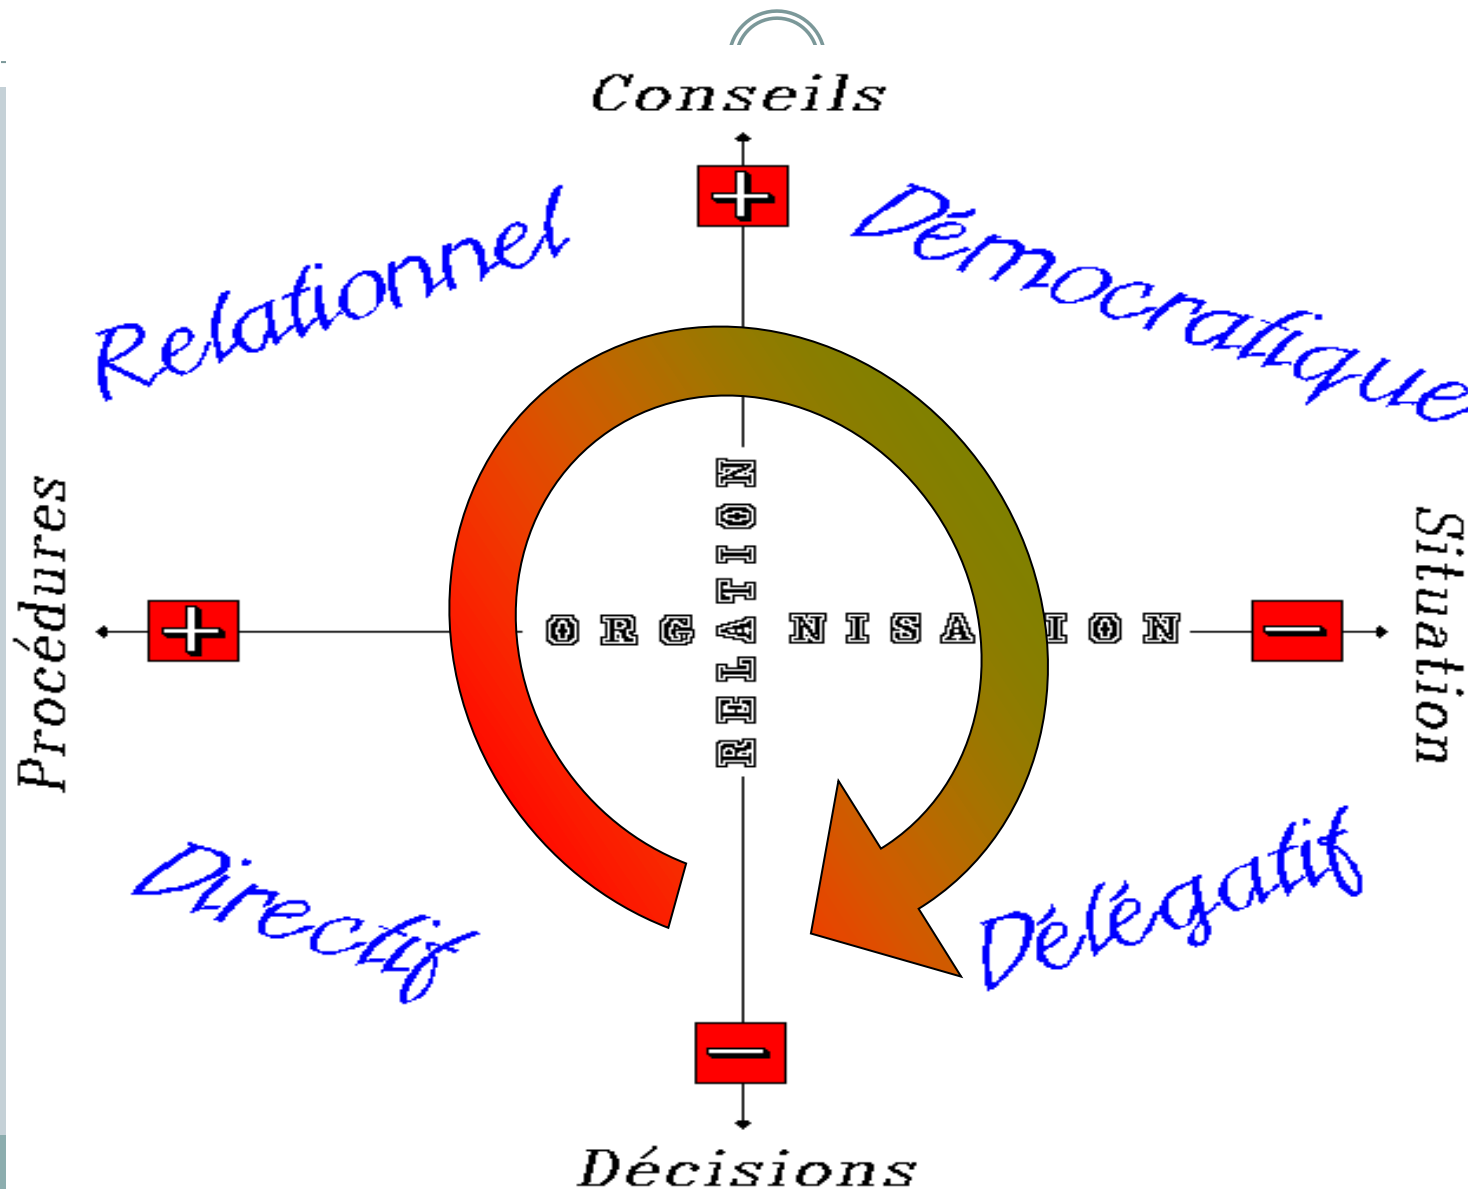 Conseils
+
Relationnel
Démocratique
Procédures
+
ORGANISATION
RELATION
−
Situation
Directif
Délégatif
−
Décisions